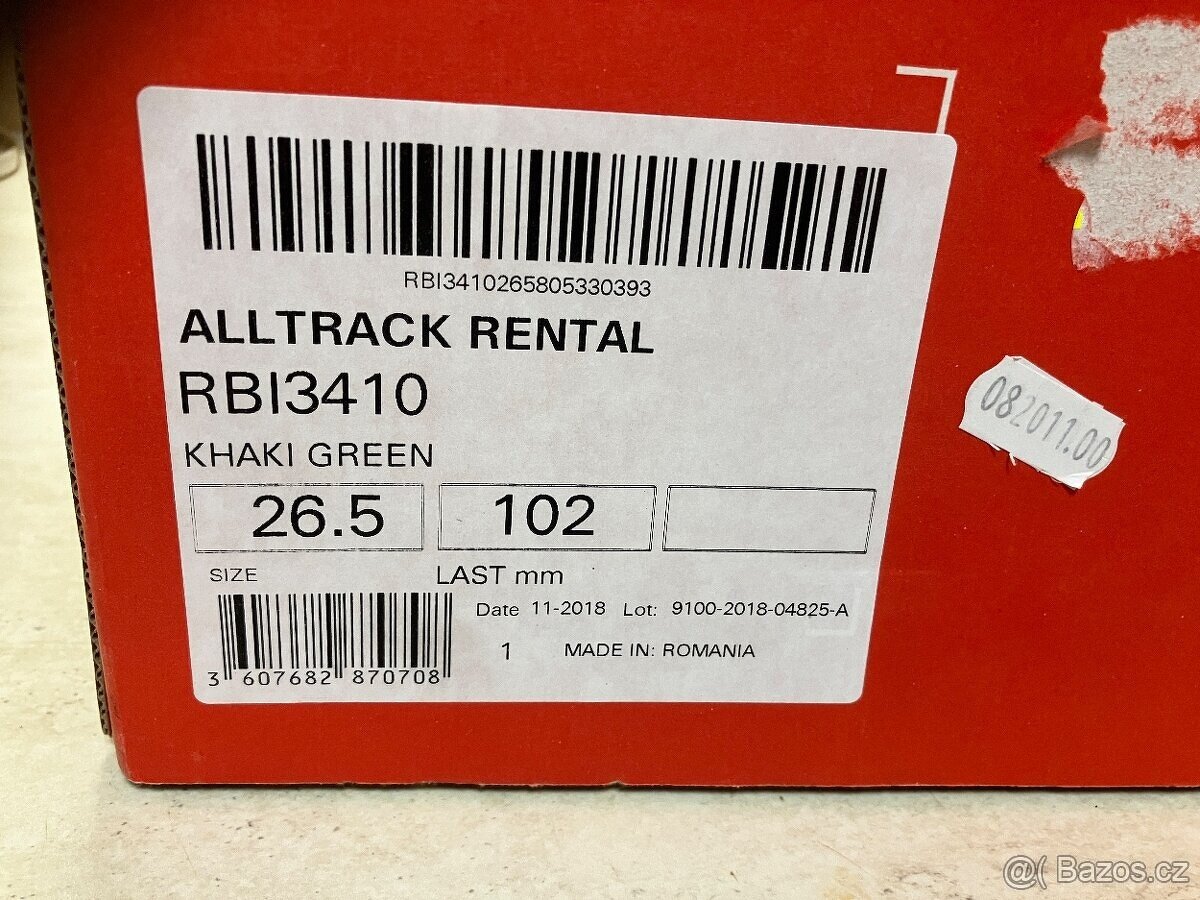 RBI3410265805330393
ALLTRACK RENTAL
RBI3410
KHAKI GREEN
26.5 102
SIZE LAST mm
Date 11-2018 Lot: 9100-2018-04825-A
1 MADE IN: ROMANIA
3 607682 870708
082011.00
@( Bazos.cz